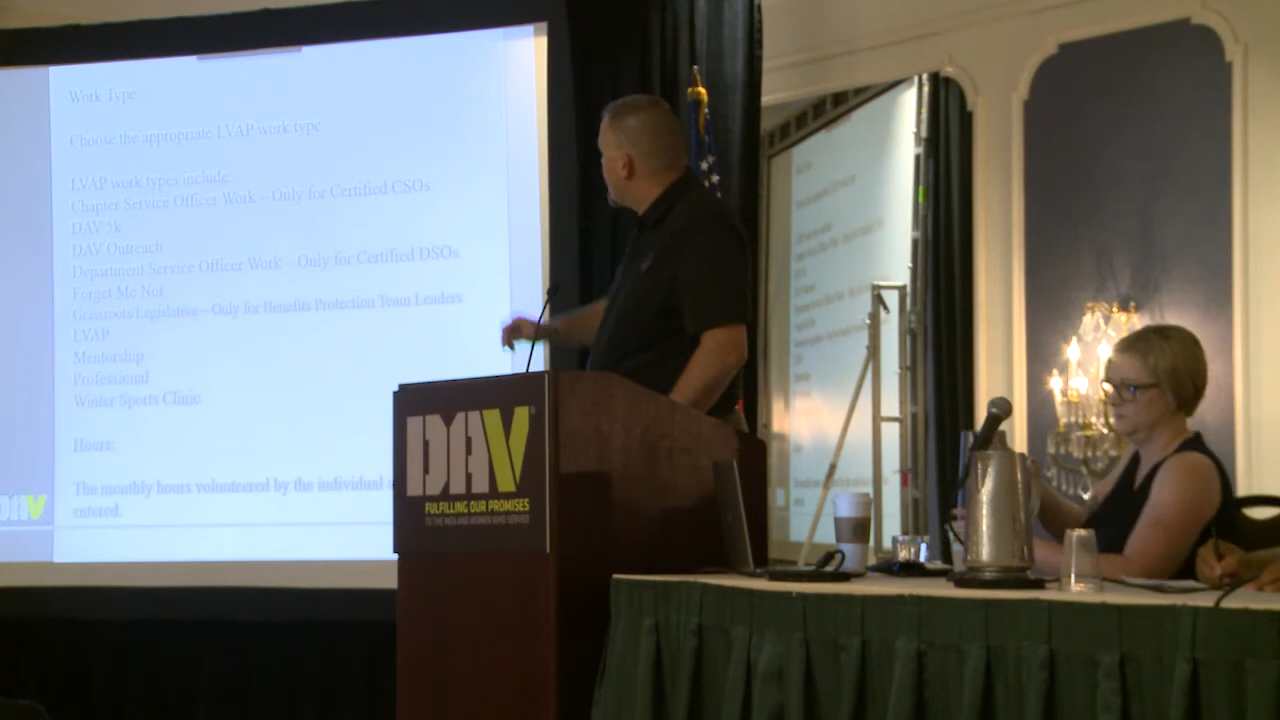 Work Type:
Choose the appropriate LVAP work type
LVAP work types include:
Chapter Service Officer Work – Only for Certified CSOs
DAV 5k
DAV Outreach
Department Service Officer Work – Only for Certified DSOs
Forget Me Not
Grassroots/Legislative – Only for Benefits Protection Team Leaders
LVAP
Mentorship
Professional
Winter Sports Clinic
Hours:
The monthly hours volunteered by the individual
entered.
DAV
DAV
FULFILLING OUR PROMISES
TO THE MEN AND WOMEN WHO SERVED